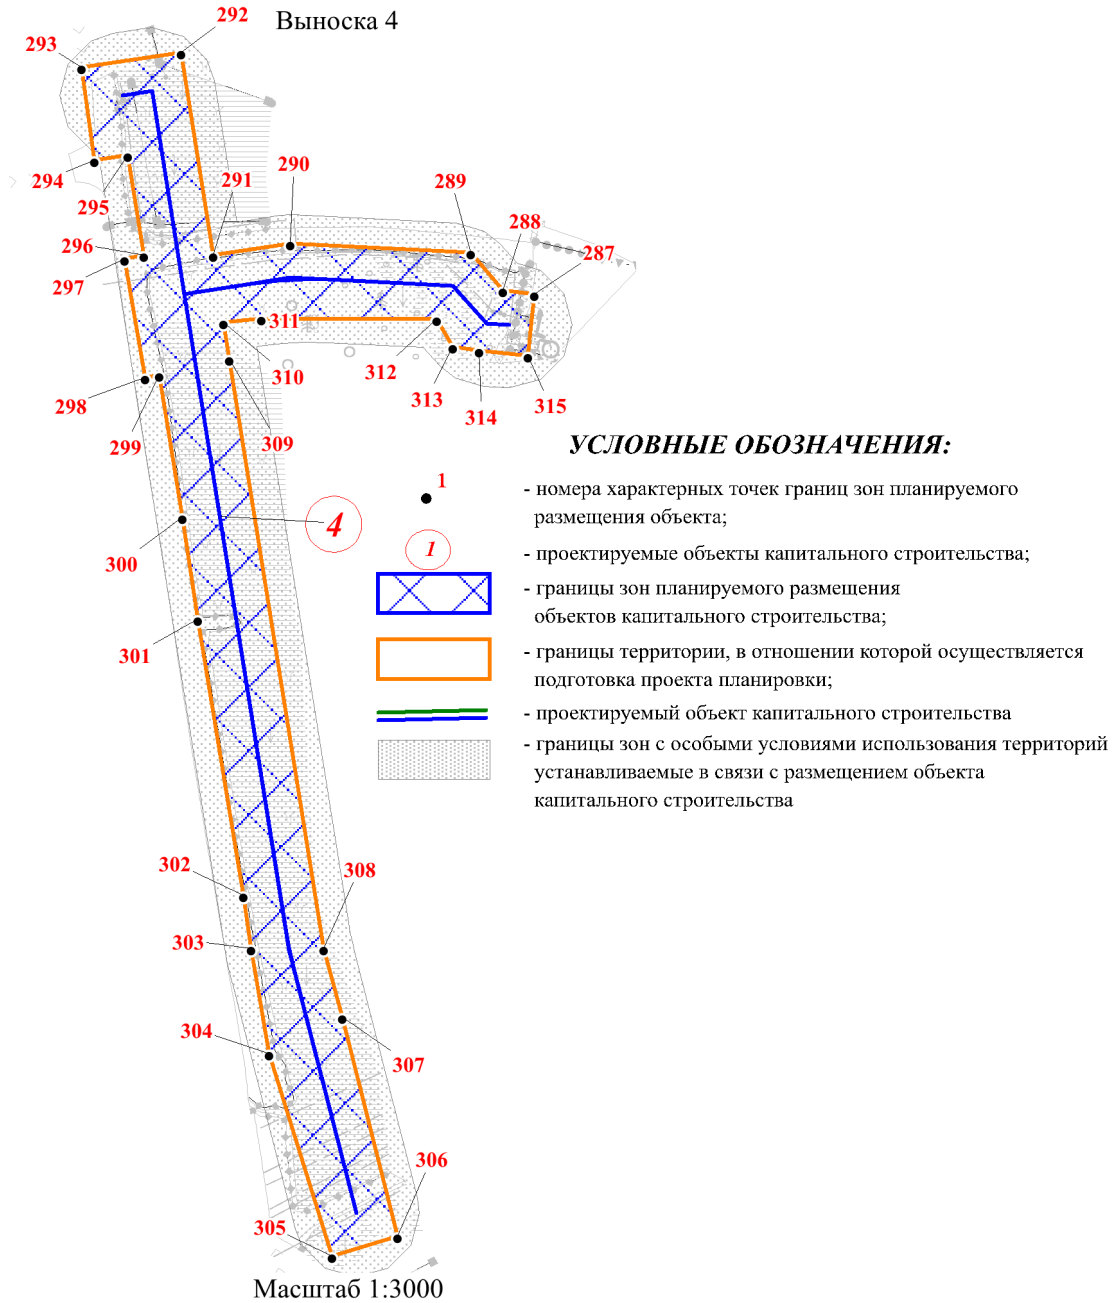 Выноска 4
292
293
290
291
289
294
288
295
287
296
297
311
310
312
298
313
314
315
299
309
УСЛОВНЫЕ ОБОЗНАЧЕНИЯ:
1
- номера характерных точек границ зон планируемого
размещения объекта;
4
1
- проектируемые объекты капитального строительства;
300
- границы зон планируемого размещения
объектов капитального строительства;
301
- границы территории, в отношении которой осуществляется
подготовка проекта планировки;
- проектируемый объект капитального строительства
- границы зон с особыми условиями использования территорий
устанавливаемые в связи с размещением объекта
капитального строительства
302
308
303
304
307
306
305
Масштаб 1:3000